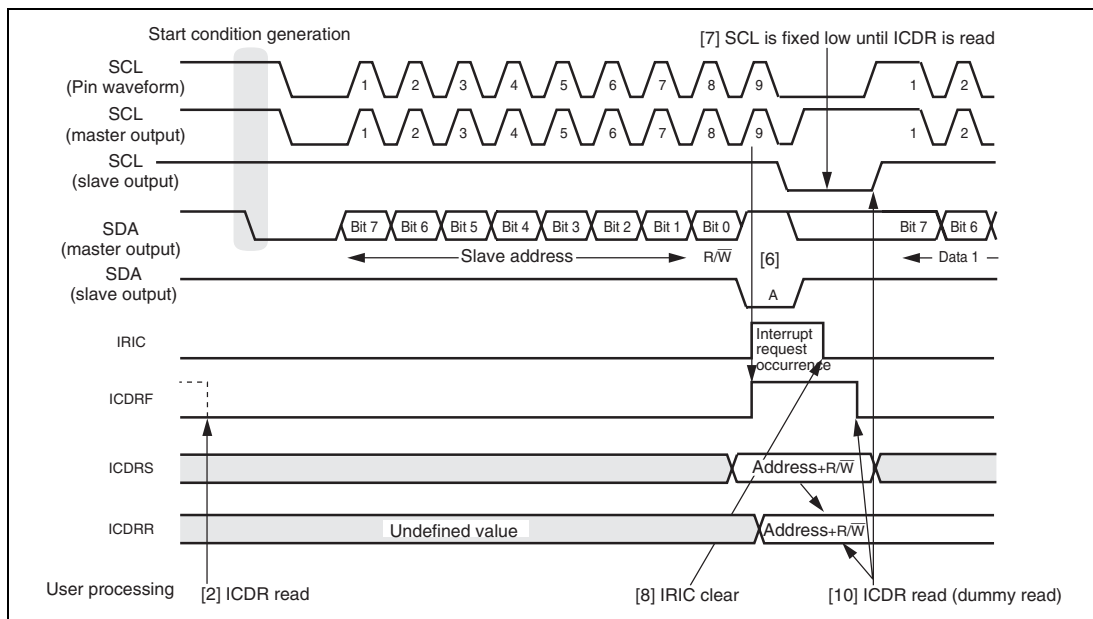 Start condition generation
[7] SCL is fixed low until ICDR is read
SCL
(Pin waveform)
1 2 3 4 5 6 7 8 9 1 2
SCL
(master output)
1 2 3 4 5 6 7 8 9 1 2
SCL
(slave output)
SDA
(master output)
Bit 7 Bit 6 Bit 5 Bit 4 Bit 3 Bit 2 Bit 1 Bit 0 Bit 7 Bit 6
Slave address R/W̅ [6] Data 1
SDA
(slave output)
A
IRIC
Interrupt
request
occurrence
ICDRF
ICDRS
Address+R/W̅
ICDRR
Undefined value
Address+R/W̅
User processing
[2] ICDR read
[8] IRIC clear
[10] ICDR read (dummy read)